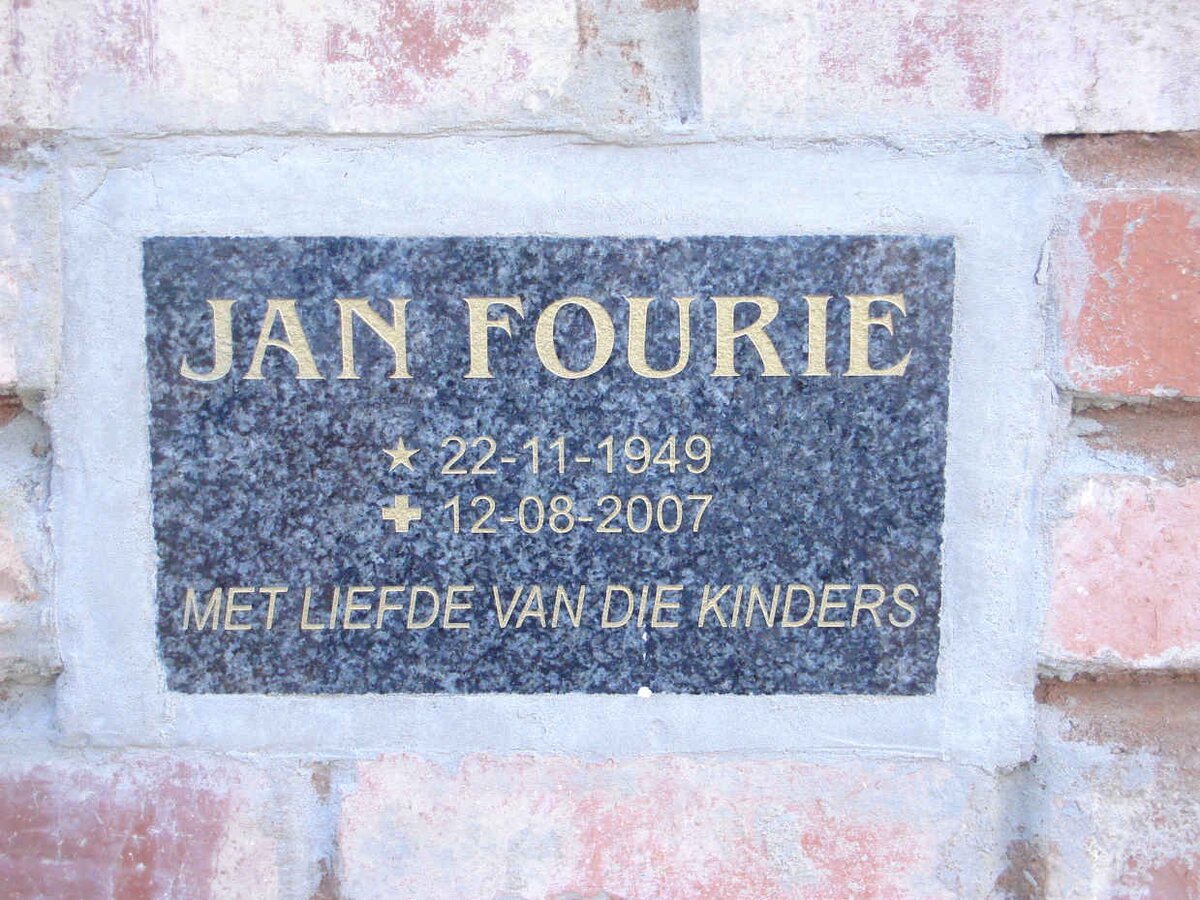 JAN FOURIE
★ 22-11-1949
✚ 12-08-2007
MET LIEFDE VAN DIE KINDERS